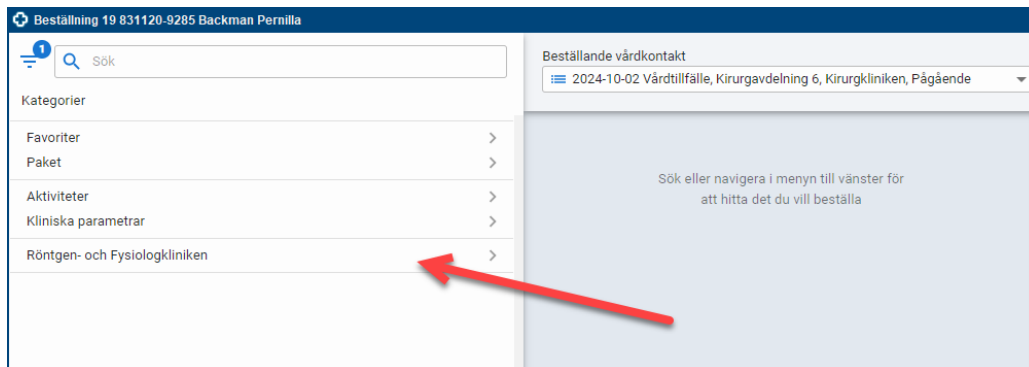 Beställning 19 831120-9285 Backman Pernilla
1
Sök
Kategorier
Favoriter
Paket
Aktiviteter
Kliniska parametrar
Röntgen- och Fysiologkliniken
Beställande vårdkontakt
2024-10-02 Vårdtillfälle, Kirurgavdelning 6, Kirurgkliniken, Pågående
Sök eller navigera i menyn till vänster för
att hitta det du vill beställa